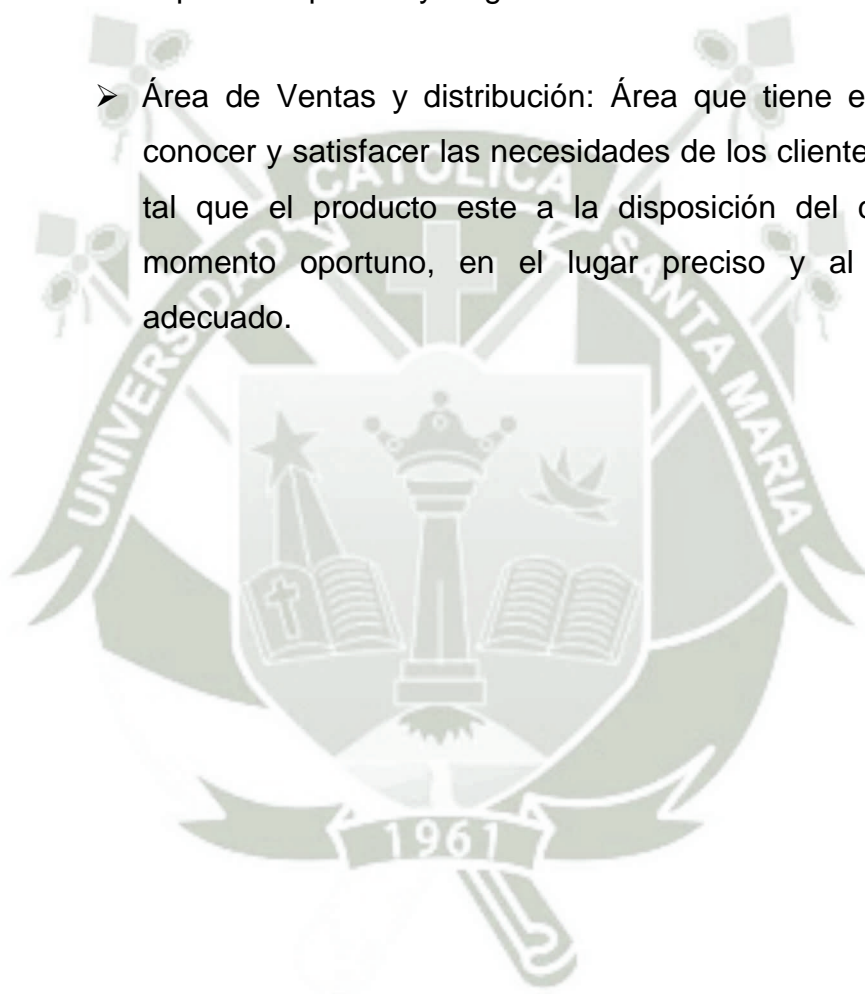 ➢ Área de Ventas y distribución: Área que tiene e
conocer y satisfacer las necesidades de los cliente
tal que el producto este a la disposición del
momento oportuno, en el lugar preciso y al
adecuado.
UNIVERSIDAD CATOLICA SANTA MARIA
1961